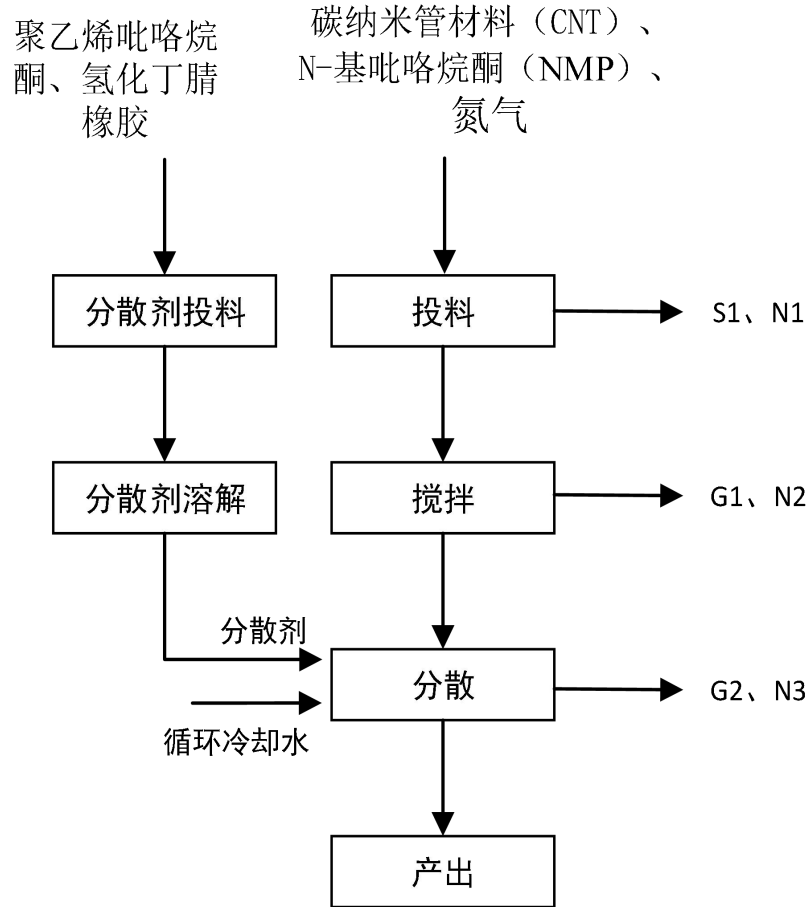 聚乙烯吡咯烷
酮、氢化丁腈
橡胶
碳纳米管材料（CNT）、
N-基吡咯烷酮（NMP）、
氮气
分散剂投料
投料
S1、N1
分散剂溶解
搅拌
G1、N2
分散剂
分散
G2、N3
循环冷却水
产出